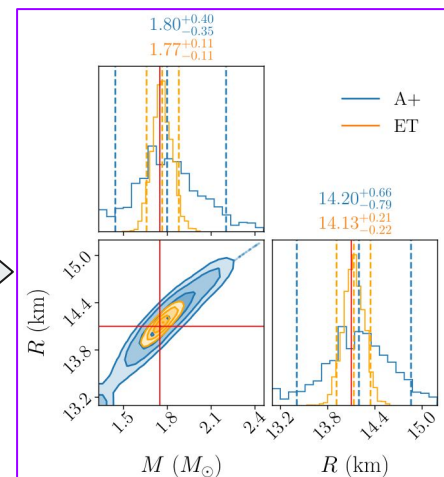 1.80^{+0.40}_{-0.35}
1.77^{+0.11}_{-0.11}
A+
ET
14.20^{+0.66}_{-0.79}
14.13^{+0.21}_{-0.22}
15.0
14.4
13.8
13.2
R (km)
1.5 1.8 2.1 2.4
13.2 13.8 14.4 15.0
M (M_⊙)
R (km)